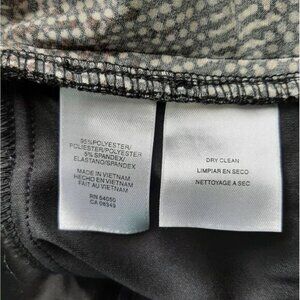 95%POLYESTER/
POLIESTER/POLYESTER
5% SPANDEX/
ELASTANO/SPANDEX
MADE IN VIETNAM
HECHO EN VIETNAM
FAIT AU VIETNAM
RN 54050
CA 08349
DRY CLEAN
LIMPIAR EN SECO
NETTOYAGE A SEC